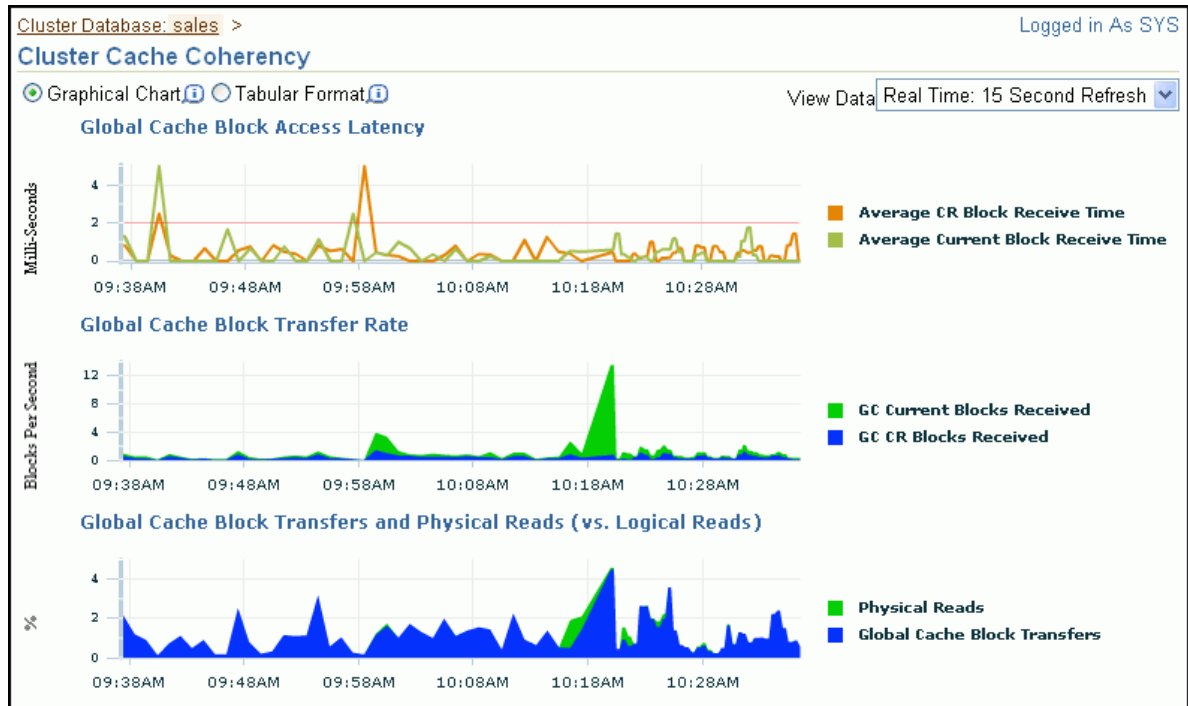 Cluster Database: sales > Logged in As SYS
Cluster Cache Coherency
Graphical Chart Tabular Format View Data Real Time: 15 Second Refresh
Global Cache Block Access Latency
Milli-Seconds
4
2
0
Average CR Block Receive Time
Average Current Block Receive Time
09:38AM 09:48AM 09:58AM 10:08AM 10:18AM 10:28AM
Global Cache Block Transfer Rate
Blocks Per Second
12
8
4
0
GC Current Blocks Received
GC CR Blocks Received
09:38AM 09:48AM 09:58AM 10:08AM 10:18AM 10:28AM
Global Cache Block Transfers and Physical Reads (vs. Logical Reads)
%
4
2
0
Physical Reads
Global Cache Block Transfers
09:38AM 09:48AM 09:58AM 10:08AM 10:18AM 10:28AM